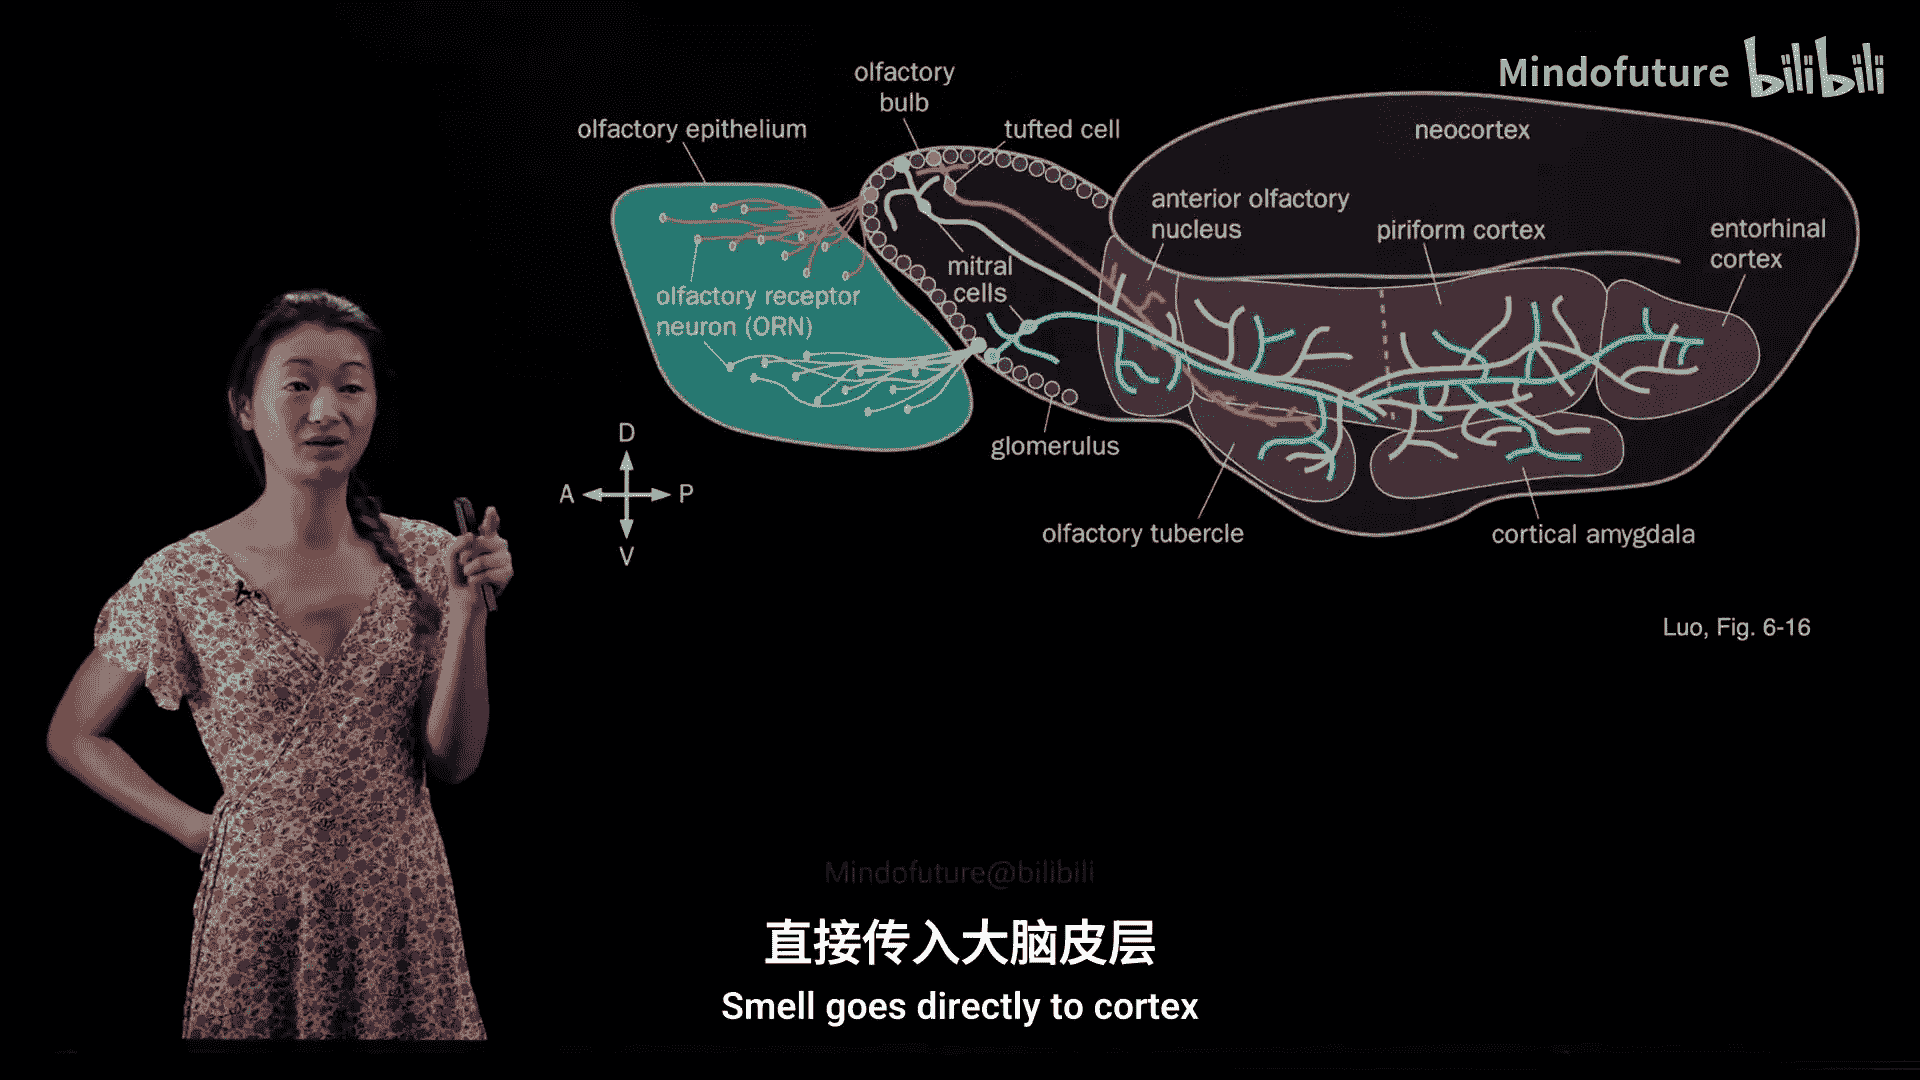 Mindofuture bilibili
olfactory
bulb
olfactory epithelium
tufted cell
neocortex
anterior olfactory
nucleus
piriform cortex
entorhinal
cortex
mitral
cells
olfactory receptor
neuron (ORN)
glomerulus
D
A
P
V
olfactory tubercle
cortical amygdala
Luo, Fig. 6-16
Mindofuture@bilibili
直接传入大脑皮层
Smell goes directly to cortex